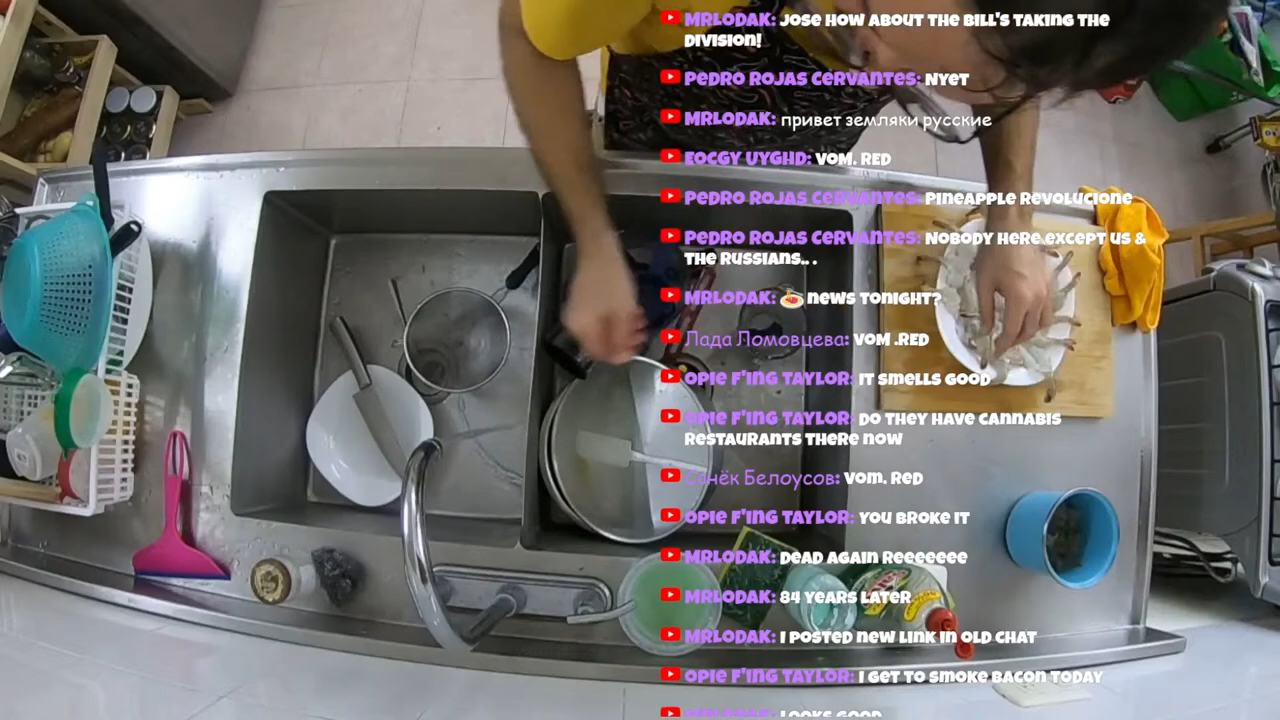 MRLODAK: JOSE HOW ABOUT THE BILL'S TAKING THE
DIVISION!
PEDRO ROJAS CERVANTES: NYET
MRLODAK: привет земляки русские
EOCGY UYGHD: VOM. RED
PEDRO ROJAS CERVANTES: PINEAPPLE REVOLUCIONE
PEDRO ROJAS CERVANTES: NOBODY HERE EXCEPT US &
THE RUSSIANS.. .
MRLODAK: NEWS TONIGHT?
Лада Ломовцева: VOM .RED
OPIE F'ING TAYLOR: IT SMELLS GOOD
OPIE F'ING TAYLOR: DO THEY HAVE CANNABIS
RESTAURANTS THERE NOW
Санёк Белоусов: VOM. RED
OPIE F'ING TAYLOR: YOU BROKE IT
MRLODAK: DEAD AGAIN REEEEEEE
MRLODAK: 84 YEARS LATER
MRLODAK: I POSTED NEW LINK IN OLD CHAT
OPIE F'ING TAYLOR: I GET TO SMOKE BACON TODAY
MRLODAK: LOOKS GOOD